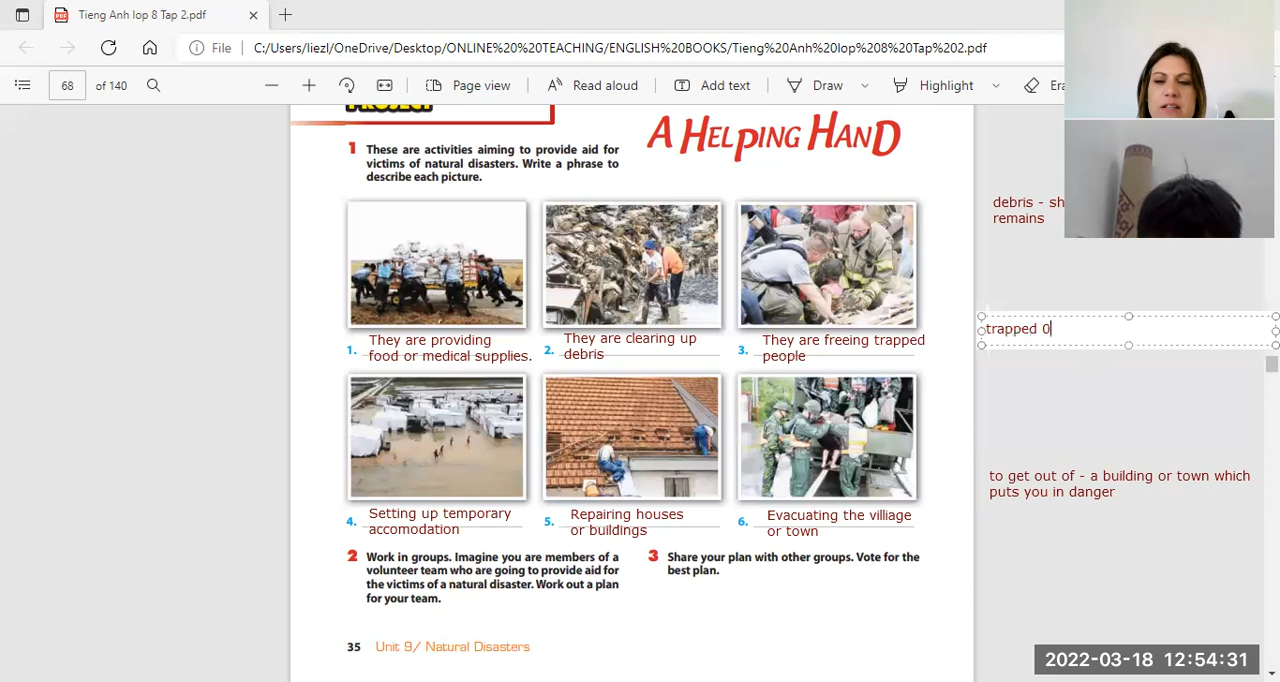 Tieng Anh lop 8 Tap 2.pdf
File C:/Users/liezl/OneDrive/Desktop/ONLINE%20%20TEACHING/ENGLISH%20BOOKS/Tieng%20Anh%20lop%208%20Tap%202.pdf
68 of 140 Page view Read aloud Add text Draw Highlight
PROJECT
A HELPING HAND
1 These are activities aiming to provide aid for
victims of natural disasters. Write a phrase to
describe each picture.
debris - sh
remains
trapped 0
They are providing
1. food or medical supplies.
They are clearing up
2. debris
They are freeing trapped
3. people
to get out of - a building or town which
puts you in danger
Setting up temporary
4. accomodation
Repairing houses
5. or buildings
Evacuating the villiage
6. or town
2 Work in groups. Imagine you are members of a
volunteer team who are going to provide aid for
the victims of a natural disaster. Work out a plan
for your team.
3 Share your plan with other groups. Vote for the
best plan.
35 Unit 9/ Natural Disasters
2022-03-18 12:54:31